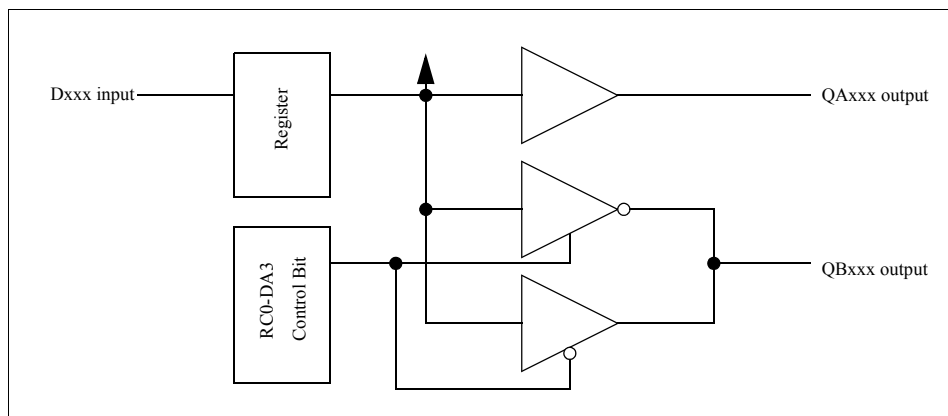 Dxxx input
Register
QAxxx output
RC0-DA3
Control Bit
QBxxx output